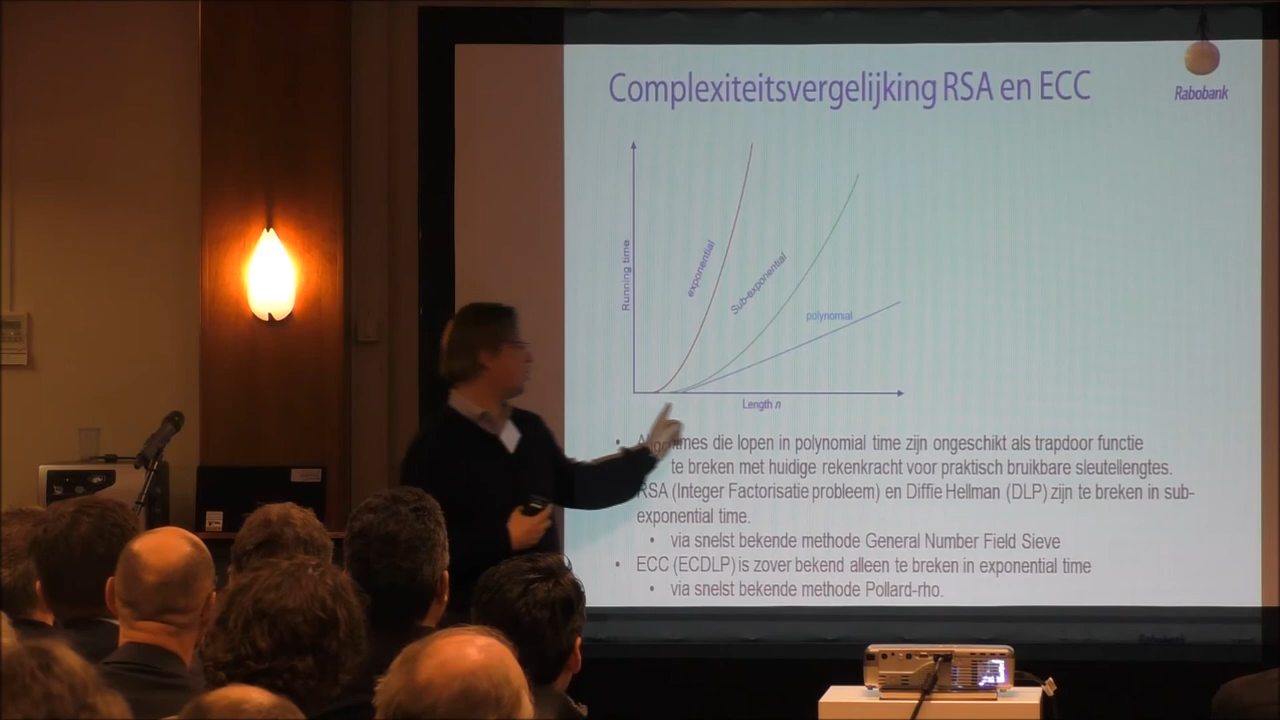 Complexiteitsvergelijking RSA en ECC
Rabobank
Running time
exponential
Sub-exponential
polynomial
Length n
• Algoritmes die lopen in polynomial time zijn ongeschikt als trapdoor functie
te breken met huidige rekenkracht voor praktisch bruikbare sleutellengtes.
RSA (Integer Factorisatie probleem) en Diffie Hellman (DLP) zijn te breken in sub-
exponential time.
• via snelst bekende methode General Number Field Sieve
• ECC (ECDLP) is zover bekend alleen te breken in exponential time
• via snelst bekende methode Pollard-rho.